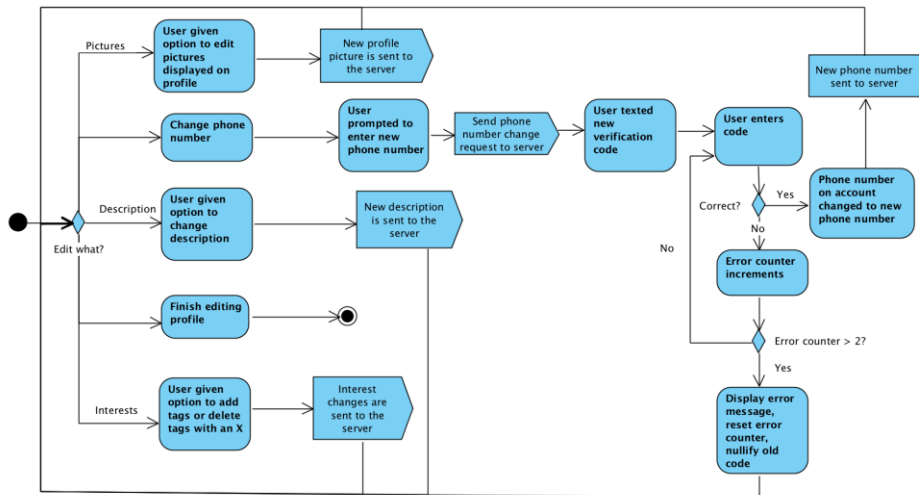 Pictures
User given
option to edit
pictures
displayed on
profile
New profile
picture is sent to
the server
New phone number
sent to server
Change phone
number
User
prompted to
enter new
phone number
Send phone
number change
request to server
User texted
new
verification
code
User enters
code
Phone number
on account
changed to new
phone number
Correct?
Yes
No
Description
Edit what?
User given
option to
change
description
New description
is sent to the
server
No
Error counter
increments
Finish editing
profile
Error counter > 2?
Yes
Interests
User given
option to add
tags or delete
tags with an X
Interest
changes are
sent to the
server
Display error
message,
reset error
counter,
nullify old
code